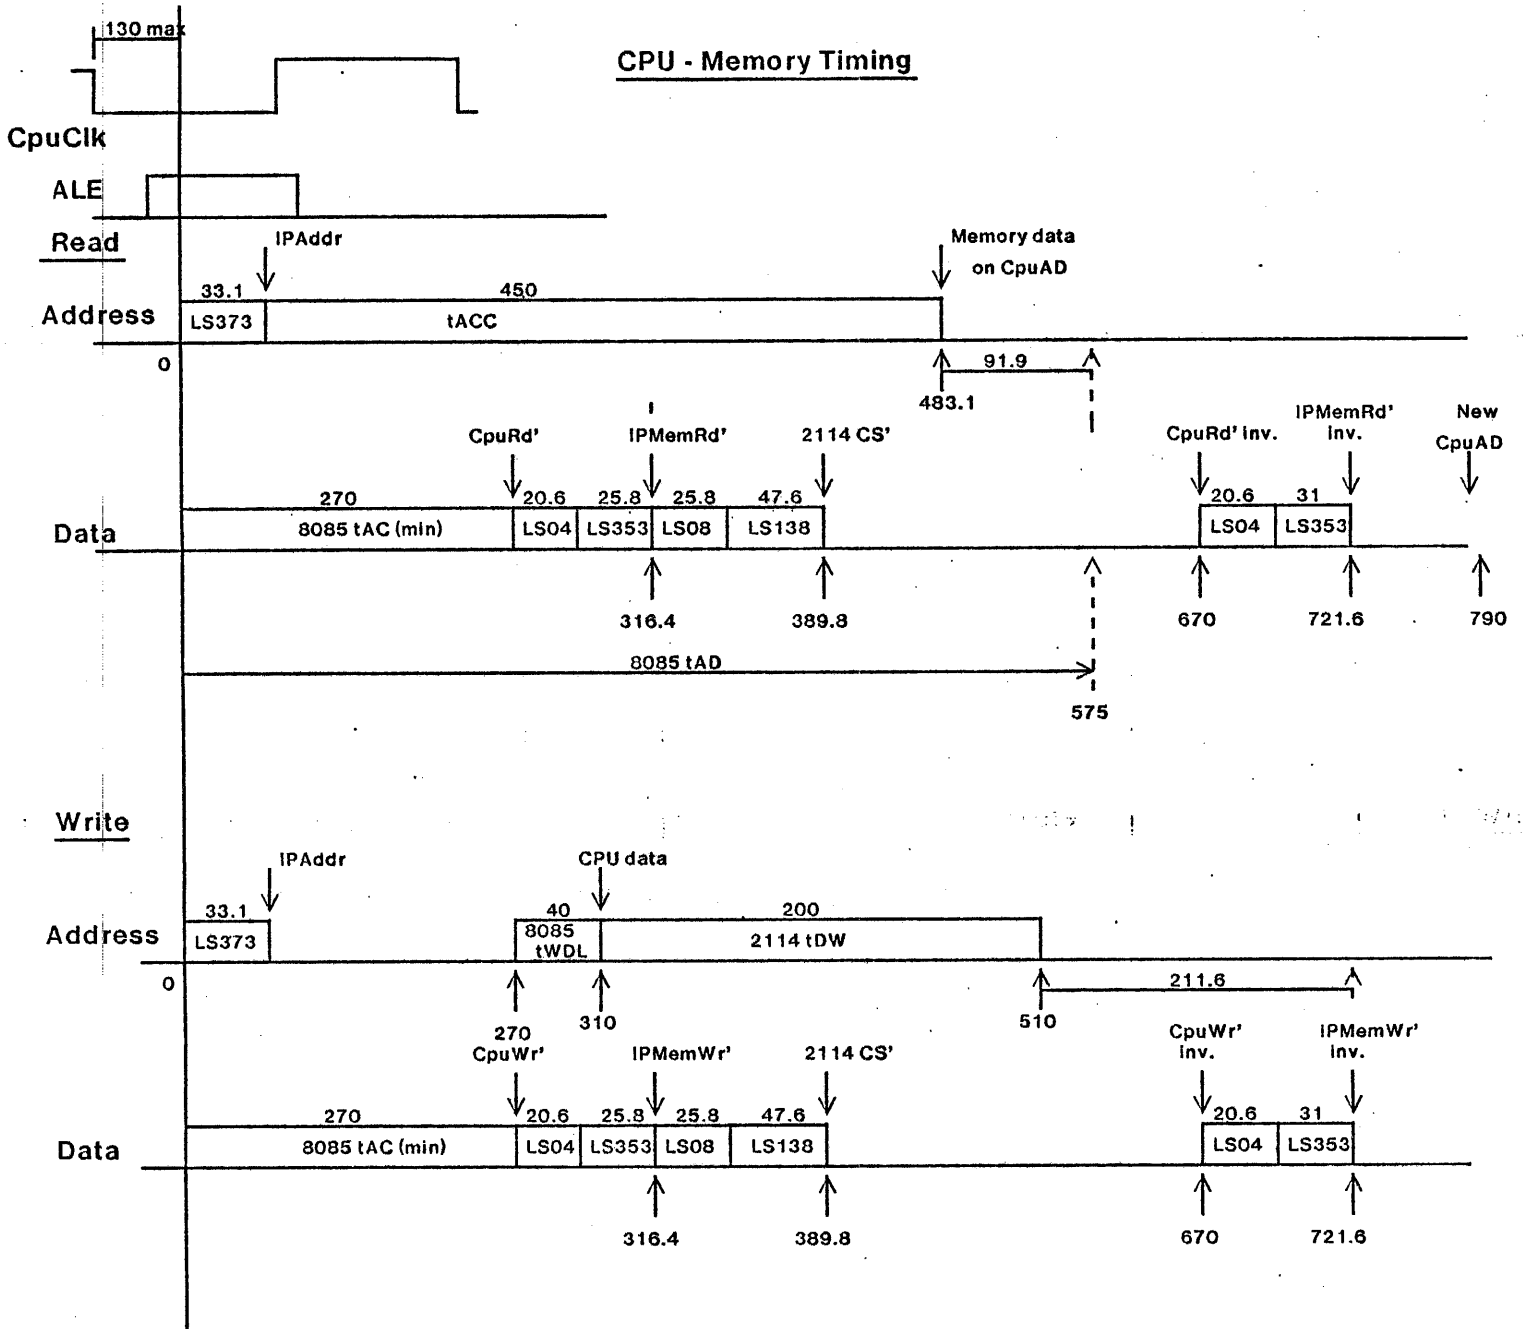 130 max
CPU - Memory Timing
CpuClk
ALE
Read
IPAddr
Memory data
on CpuAD
33.1
450
Address
LS373
tACC
0
91.9
483.1
CpuRd'
IPMemRd'
2114 CS'
CpuRd' inv.
IPMemRd'
inv.
New
CpuAD
270
20.6
25.8
25.8
47.6
20.6
31
Data
8085 tAC (min)
LS04
LS353
LS08
LS138
LS04
LS353
316.4
389.8
670
721.6
790
8085 tAD
575
Write
IPAddr
CPU data
33.1
40
200
Address
LS373
8085
tWDL
2114 tDW
0
211.6
270
310
510
CpuWr'
IPMemWr'
2114 CS'
CpuWr'
inv.
IPMemWr'
inv.
270
20.6
25.8
25.8
47.6
20.6
31
Data
8085 tAC (min)
LS04
LS353
LS08
LS138
LS04
LS353
316.4
389.8
670
721.6